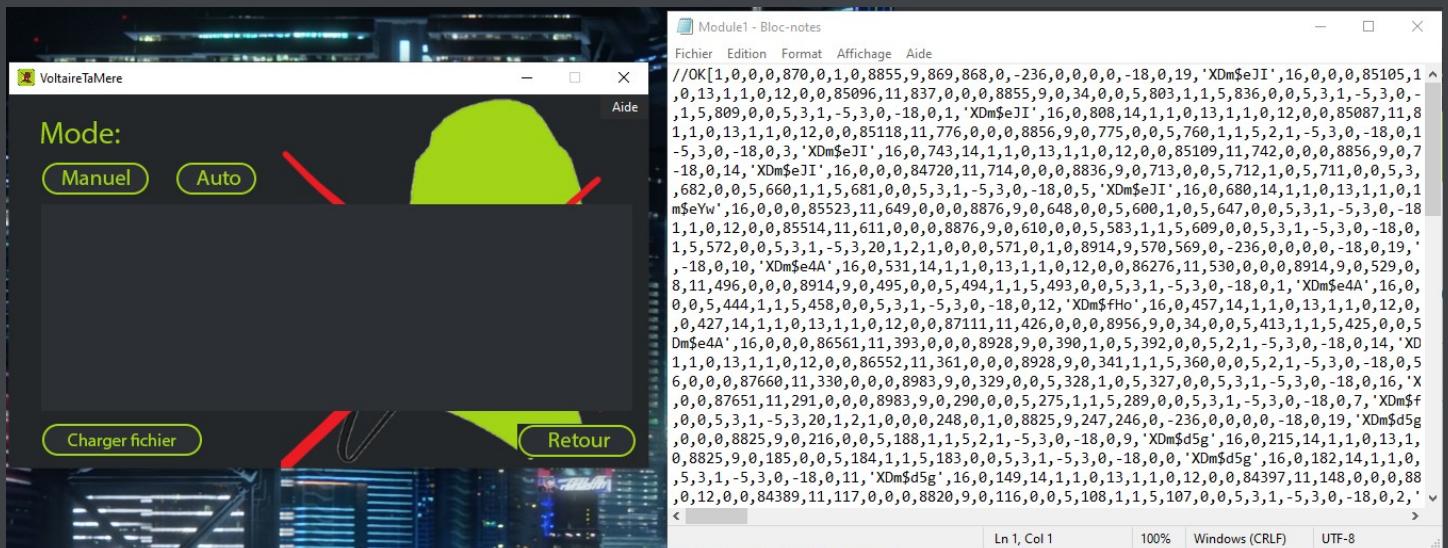 VoltaireTaMere
Aide
Mode:
Manuel
Auto
Charger fichier
Retour
Module1 - Bloc-notes
Fichier Edition Format Affichage Aide
//OK[1,0,0,0,870,0,1,0,8855,9,869,868,0,-236,0,0,0,0,-18,0,19,'XDm$eJI',16,0,0,0,85105,1
,0,13,1,1,0,12,0,0,85096,11,837,0,0,0,8855,9,0,34,0,0,5,803,1,1,5,836,0,0,5,3,1,-5,3,0,-
,1,5,809,0,0,5,3,1,-5,3,0,-18,0,1,'XDm$eJI',16,0,808,14,1,1,0,13,1,1,0,12,0,0,85087,11,8
1,1,0,13,1,1,0,12,0,0,85118,11,776,0,0,0,8856,9,0,775,0,0,5,760,1,1,5,2,1,-5,3,0,-18,0,1
-5,3,0,-18,0,3,'XDm$eJI',16,0,743,14,1,1,0,13,1,1,0,12,0,0,85109,11,742,0,0,0,8856,9,0,7
-18,0,14,'XDm$eJI',16,0,0,0,84720,11,714,0,0,0,8836,9,0,713,0,0,5,712,1,0,5,711,0,0,5,3,
,682,0,0,5,660,1,1,5,681,0,0,5,3,1,-5,3,0,-18,0,5,'XDm$eJI',16,0,680,14,1,1,0,13,1,1,0,1
m$eYw',16,0,0,0,85523,11,649,0,0,0,8876,9,0,648,0,0,5,600,1,0,5,647,0,0,5,3,1,-5,3,0,-18
1,1,0,12,0,0,85514,11,611,0,0,0,8876,9,0,610,0,0,5,583,1,1,5,609,0,0,5,3,1,-5,3,0,-18,0,
1,5,572,0,0,5,3,1,-5,3,20,1,2,1,0,0,0,571,0,1,0,8914,9,570,569,0,-236,0,0,0,0,-18,0,19,'
,-18,0,10,'XDm$e4A',16,0,531,14,1,1,0,13,1,1,0,12,0,0,86276,11,530,0,0,0,8914,9,0,529,0,
8,11,496,0,0,0,8914,9,0,495,0,0,5,494,1,1,5,493,0,0,5,3,1,-5,3,0,-18,0,1,'XDm$e4A',16,0,
0,0,5,444,1,1,5,458,0,0,5,3,1,-5,3,0,-18,0,12,'XDm$fHo',16,0,457,14,1,1,0,13,1,1,0,12,0,
,0,427,14,1,1,0,13,1,1,0,12,0,0,87111,11,426,0,0,0,8956,9,0,34,0,0,5,413,1,1,5,425,0,0,5
Dm$e4A',16,0,0,0,86561,11,393,0,0,0,8928,9,0,390,1,0,5,392,0,0,5,2,1,-5,3,0,-18,0,14,'XD
1,1,0,13,1,1,0,12,0,0,86552,11,361,0,0,0,8928,9,0,341,1,1,5,360,0,0,5,2,1,-5,3,0,-18,0,5
6,0,0,0,87660,11,330,0,0,0,8983,9,0,329,0,0,5,328,1,0,5,327,0,0,5,3,1,-5,3,0,-18,0,16,'X
,0,0,87651,11,291,0,0,0,8983,9,0,290,0,0,5,275,1,1,5,289,0,0,5,3,1,-5,3,0,-18,0,7,'XDm$f
,0,0,5,3,1,-5,3,20,1,2,1,0,0,0,248,0,1,0,8825,9,247,246,0,-236,0,0,0,0,-18,0,19,'XDm$d5g
,0,0,0,8825,9,0,216,0,0,5,188,1,1,5,2,1,-5,3,0,-18,0,9,'XDm$d5g',16,0,215,14,1,1,0,13,1,
0,8825,9,0,185,0,0,5,184,1,1,5,183,0,0,5,3,1,-5,3,0,-18,0,0,'XDm$d5g',16,0,182,14,1,1,0,
,5,3,1,-5,3,0,-18,0,11,'XDm$d5g',16,0,149,14,1,1,0,13,1,1,0,12,0,0,84397,11,148,0,0,0,88
,0,12,0,0,84389,11,117,0,0,0,8820,9,0,116,0,0,5,108,1,1,5,107,0,0,5,3,1,-5,3,0,-18,0,2,'
Ln 1, Col 1
100%
Windows (CRLF)
UTF-8